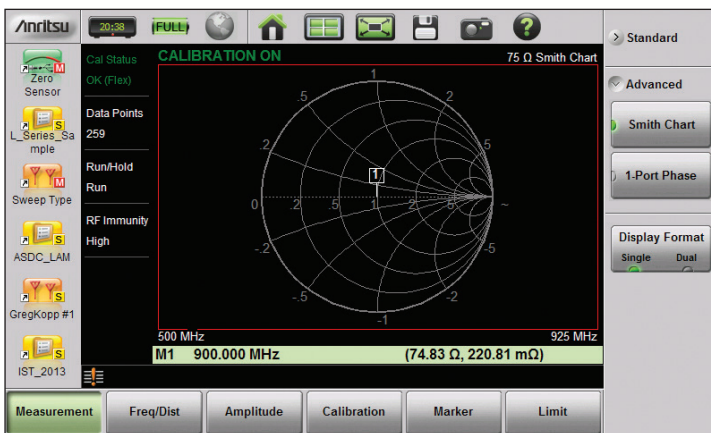 Anritsu
20:38
FULL
?
Zero
Sensor
L_Series_Sa
mple
Sweep Type
ASDC_LAM
GregKopp #1
IST_2013
Cal Status
OK (Flex)
Data Points
259
Run/Hold
Run
RF Immunity
High
CALIBRATION ON
75 Ω Smith Chart
1
.5
2
.2
5
1
0
.2
.5
1
2
5
~
-.2
-5
-.5
-2
-1
500 MHz
925 MHz
M1 900.000 MHz (74.83 Ω, 220.81 mΩ)
Standard
Advanced
Smith Chart
1-Port Phase
Display Format
Single Dual
Measurement
Freq/Dist
Amplitude
Calibration
Marker
Limit